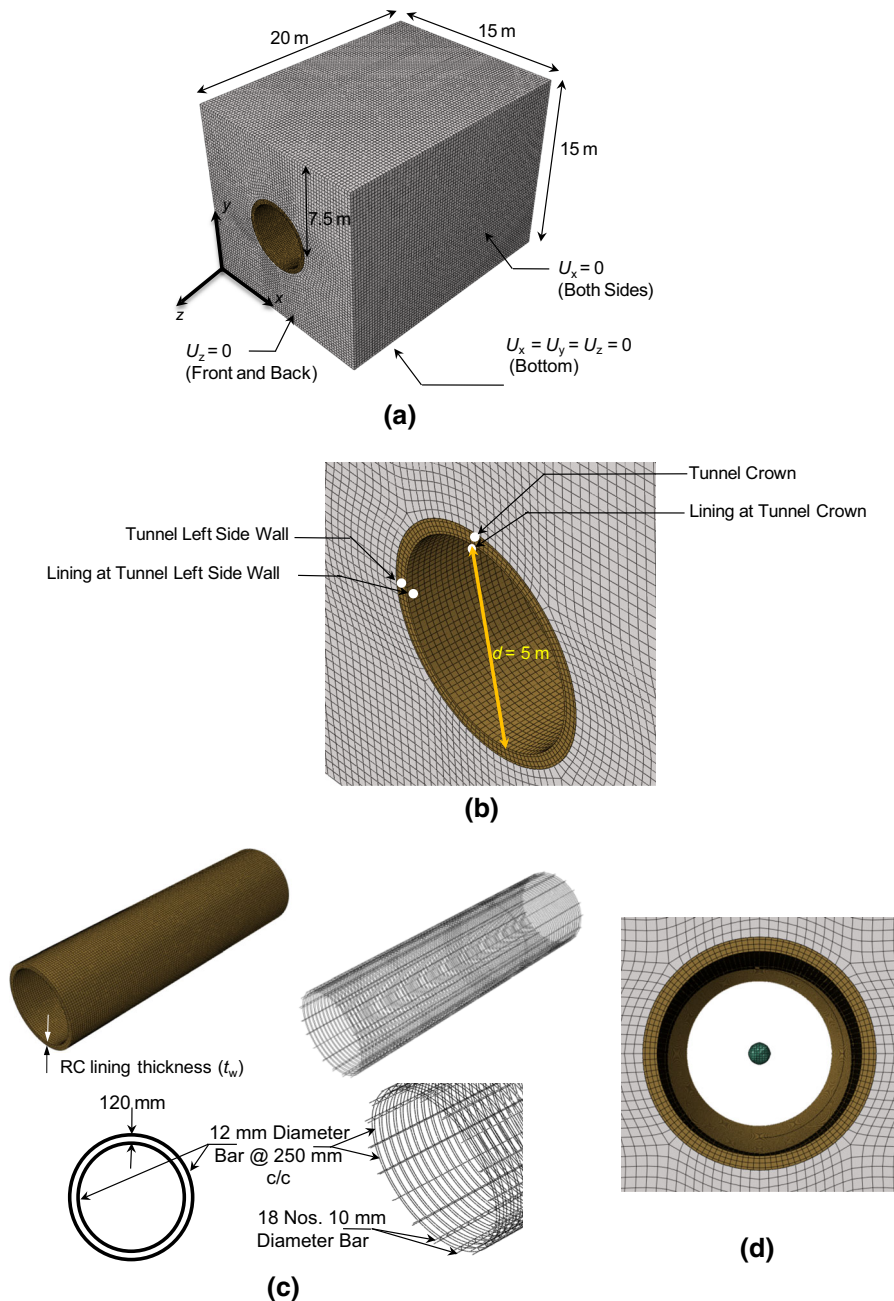 20 m
15 m
15 m
7.5 m
y
x
z
Ux = 0
(Both Sides)
Uz = 0
(Front and Back)
Ux = Uy = Uz = 0
(Bottom)
(a)
Tunnel Crown
Lining at Tunnel Crown
Tunnel Left Side Wall
Lining at Tunnel Left Side Wall
d = 5 m
(b)
RC lining thickness (tw)
120 mm
12 mm Diameter
Bar @ 250 mm
c/c
18 Nos. 10 mm
Diameter Bar
(c)
(d)